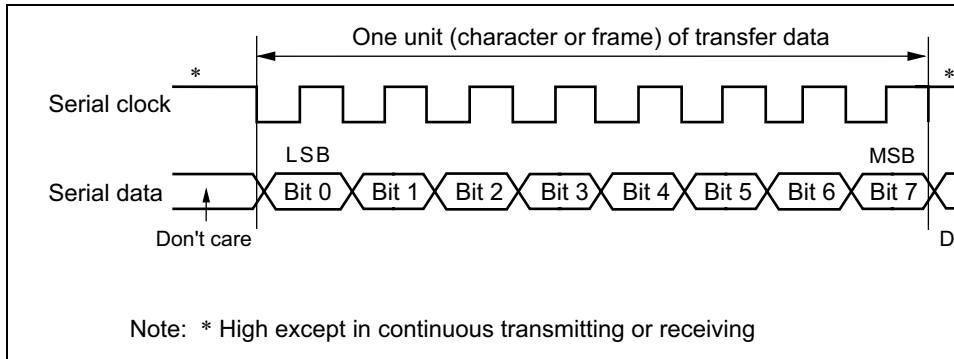 One unit (character or frame) of transfer data
* *
Serial clock
LSB MSB
Serial data Bit 0 Bit 1 Bit 2 Bit 3 Bit 4 Bit 5 Bit 6 Bit 7
Don't care D
Note: * High except in continuous transmitting or receiving